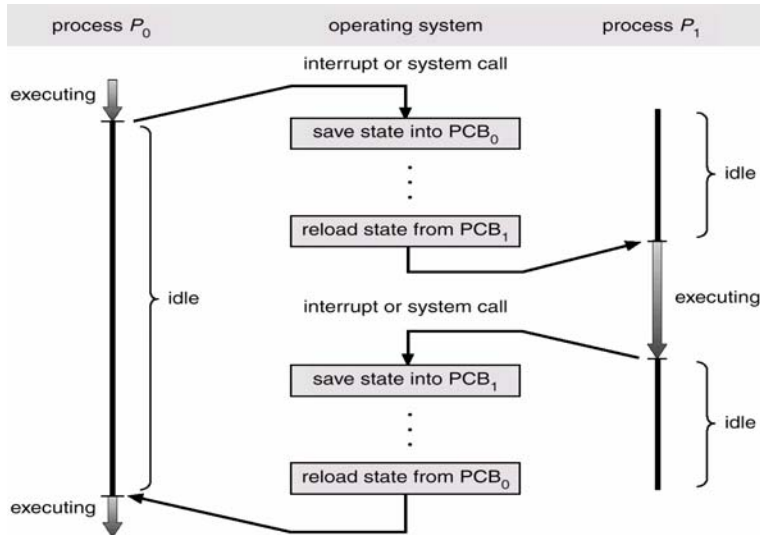 process P0
operating system
process P1
interrupt or system call
executing
save state into PCB0
idle
reload state from PCB1
idle
executing
interrupt or system call
save state into PCB1
idle
reload state from PCB0
executing